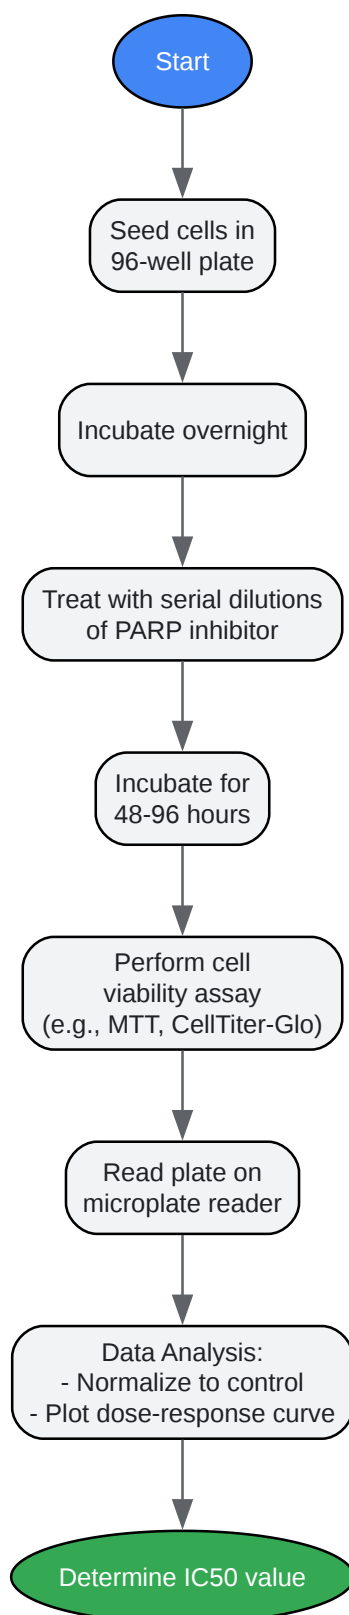 Start
Seed cells in
96-well plate
Incubate overnight
Treat with serial dilutions
of PARP inhibitor
Incubate for
48-96 hours
Perform cell
viability assay
(e.g., MTT, CellTiter-Glo)
Read plate on
microplate reader
Data Analysis:
- Normalize to control
- Plot dose-response curve
Determine IC50 value